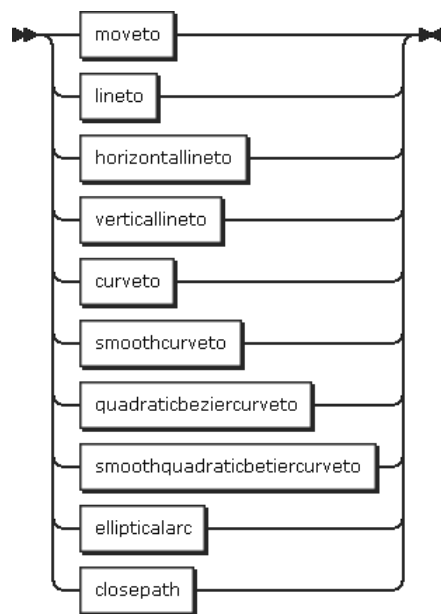 moveto
lineto
horizontallineto
verticallineto
curveto
smoothcurveto
quadraticbeziercurveto
smoothquadraticbetiercurveto
ellipticalarc
closepath